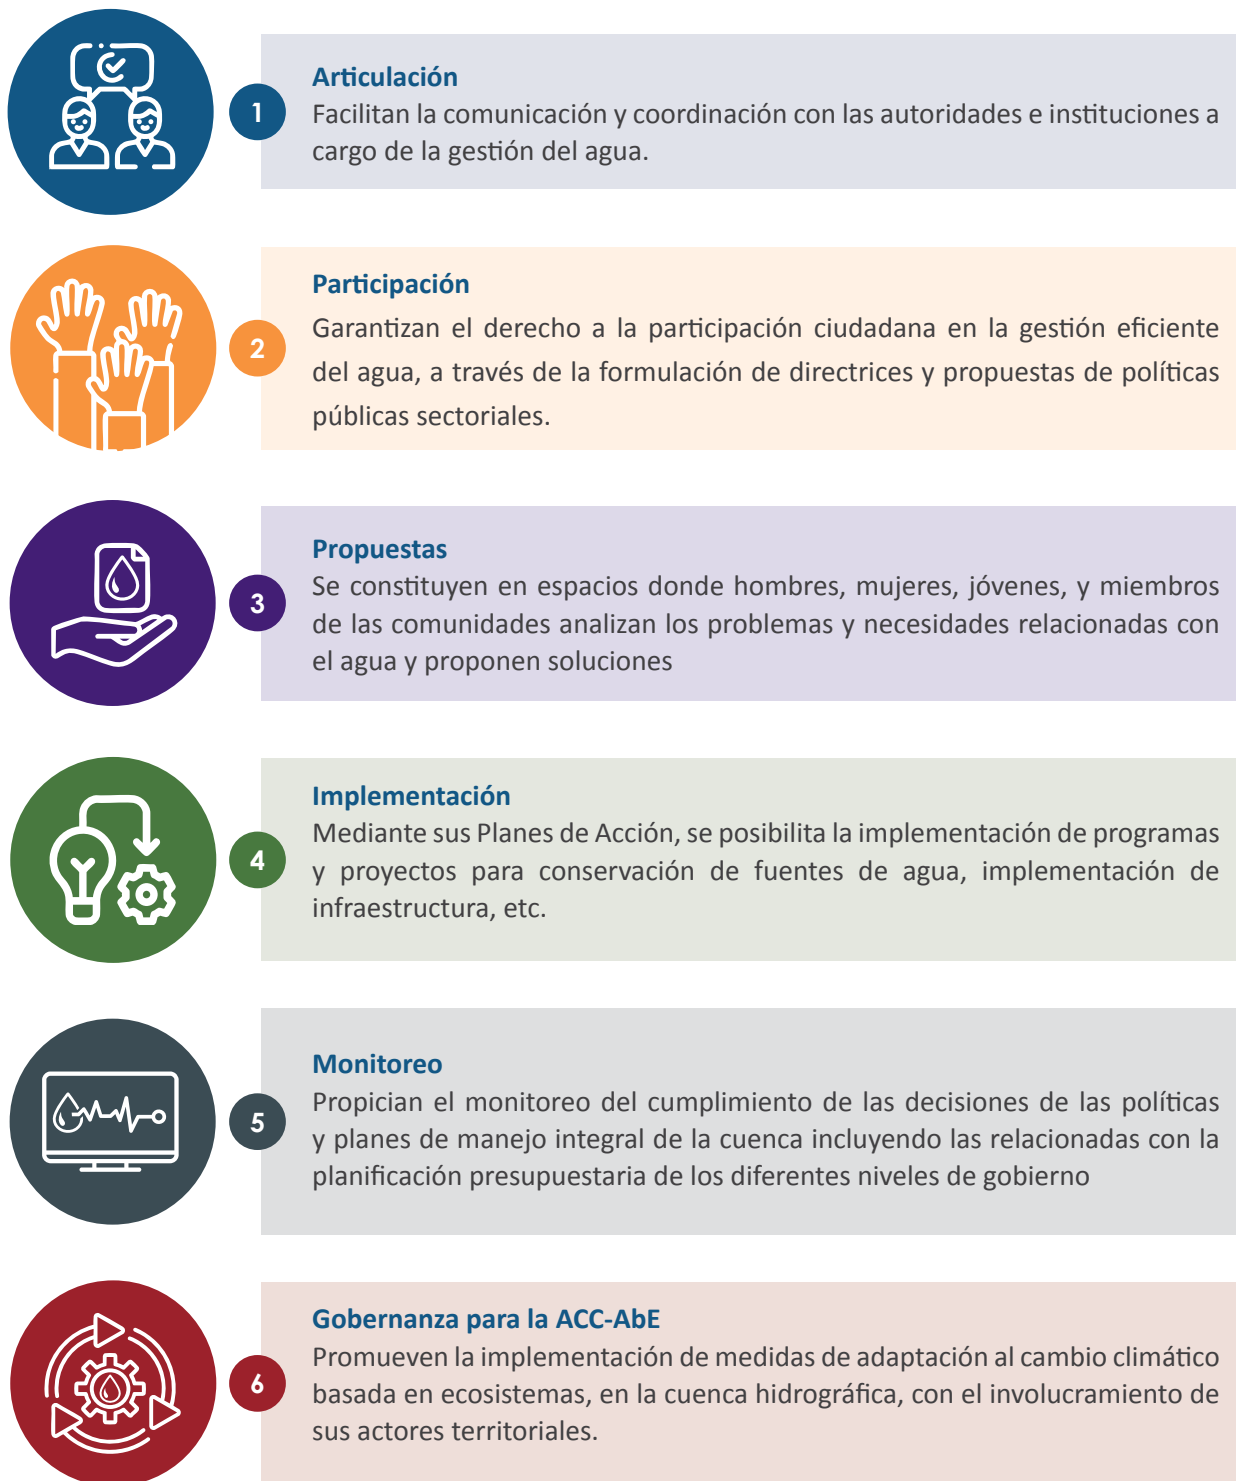 1
Articulación
Facilitan la comunicación y coordinación con las autoridades e instituciones a
cargo de la gestión del agua.
2
Participación
Garantizan el derecho a la participación ciudadana en la gestión eficiente
del agua, a través de la formulación de directrices y propuestas de políticas
públicas sectoriales.
3
Propuestas
Se constituyen en espacios donde hombres, mujeres, jóvenes, y miembros
de las comunidades analizan los problemas y necesidades relacionadas con
el agua y proponen soluciones
4
Implementación
Mediante sus Planes de Acción, se posibilita la implementación de programas
y proyectos para conservación de fuentes de agua, implementación de
infraestructura, etc.
5
Monitoreo
Propician el monitoreo del cumplimiento de las decisiones de las políticas
y planes de manejo integral de la cuenca incluyendo las relacionadas con la
planificación presupuestaria de los diferentes niveles de gobierno
6
Gobernanza para la ACC-AbE
Promueven la implementación de medidas de adaptación al cambio climático
basada en ecosistemas, en la cuenca hidrográfica, con el involucramiento de
sus actores territoriales.